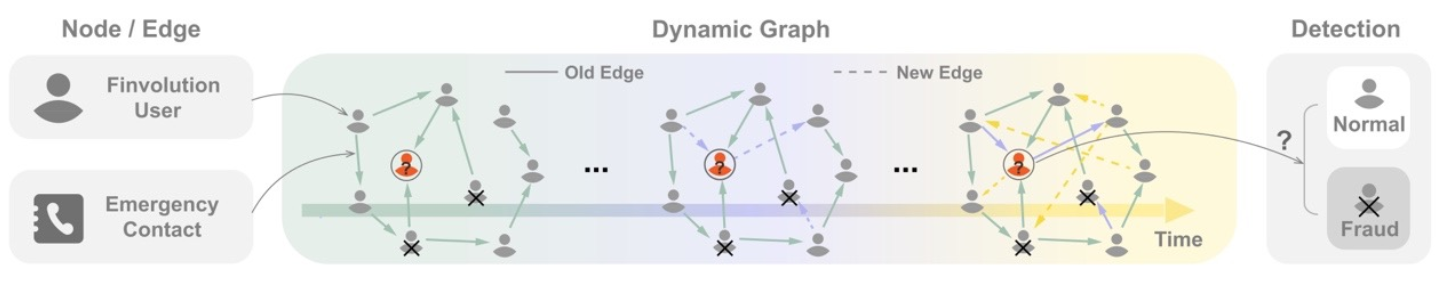 Node / Edge
Dynamic Graph
Detection
Finvolution
User
Emergency
Contact
Old Edge
New Edge
?
?
?
...
...
Time
?
Normal
Fraud